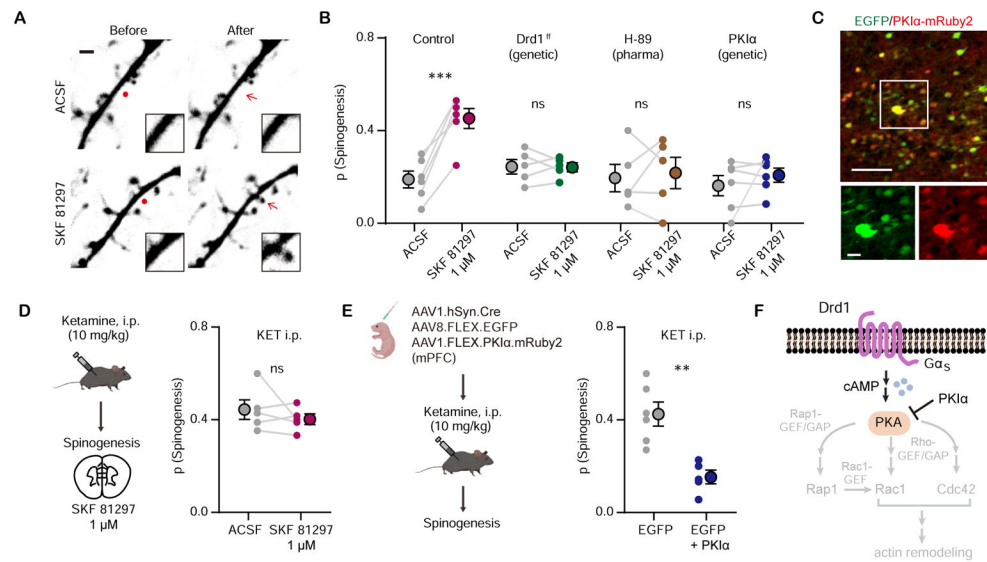 A
Before
After
ACSF
SKF 81297
B
p (Spinogenesis)
0.8
0.4
0.0
Control
***
Drd1 ff
(genetic)
ns
H-89
(pharma)
ns
PKIα
(genetic)
ns
ACSF
SKF 81297
1 µM
ACSF
SKF 81297
1 µM
ACSF
SKF 81297
1 µM
ACSF
SKF 81297
1 µM
C
EGFP/PKIα-mRuby2
D
Ketamine, i.p.
(10 mg/kg)
Spinogenesis
SKF 81297
1 µM
p (Spinogenesis)
0.8
0.4
0.0
KET i.p.
ns
ACSF
SKF 81297
1 µM
E
AAV1.hSyn.Cre
AAV8.FLEX.EGFP
AAV1.FLEX.PKIα.mRuby2
(mPFC)
Ketamine, i.p.
(10 mg/kg)
Spinogenesis
p (Spinogenesis)
0.8
0.4
0.0
KET i.p.
**
EGFP
EGFP
+ PKIα
F
Drd1
GαS
cAMP
PKIα
PKA
Rap1-
GEF/GAP
Rho-
GEF/GAP
Rac1-
GEF
Rap1
Rac1
Cdc42
actin remodeling